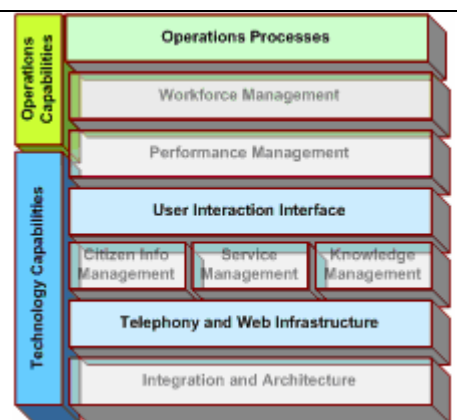 Operations
Capabilities
Operations Processes
Workforce Management
Performance Management
Technology Capabilities
User Interaction Interface
Citizen Info
Management
Service
Management
Knowledge
Management
Telephony and Web Infrastructure
Integration and Architecture